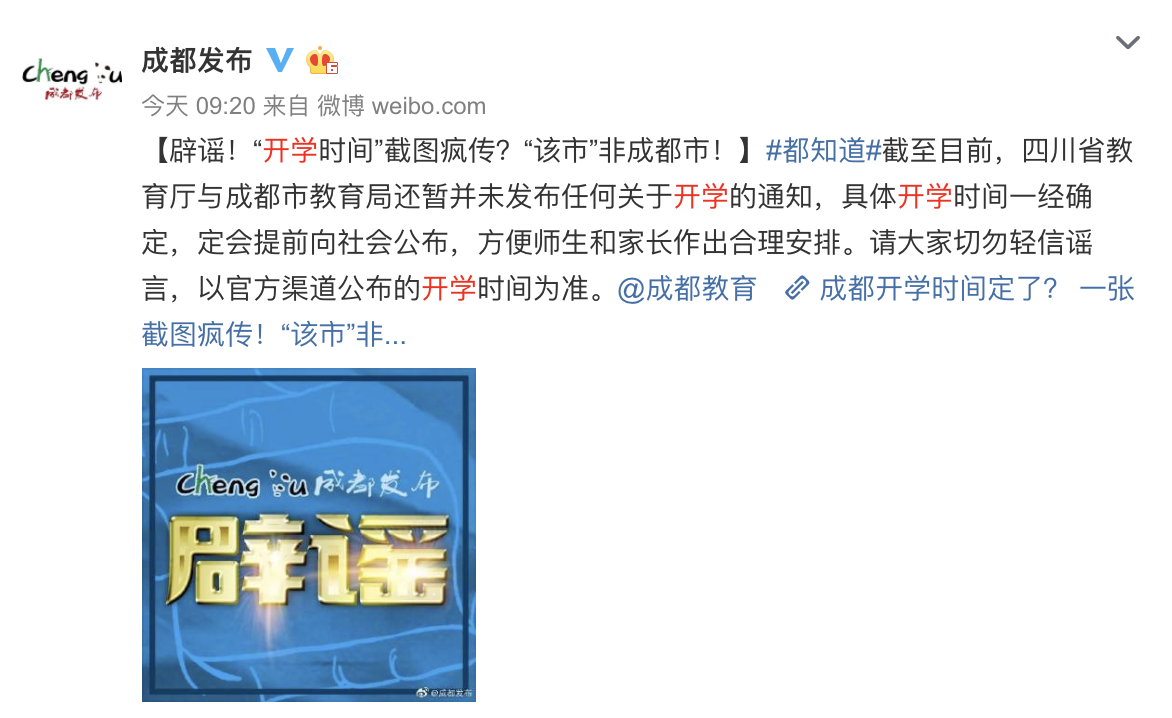 Cheng u
成都发布
成都发布
今天 09:20 来自 微博 weibo.com
【辟谣！“开学时间”截图疯传？“该市”非成都市！】#都知道#截至目前，四川省教
育厅与成都市教育局还暂并未发布任何关于开学的通知，具体开学时间一经确
定，定会提前向社会公布，方便师生和家长作出合理安排。请大家切勿轻信谣
言，以官方渠道公布的开学时间为准。@成都教育 成都开学时间定了？ 一张
截图疯传！“该市”非...
Cheng u 成都发布
辟谣
@成都发布